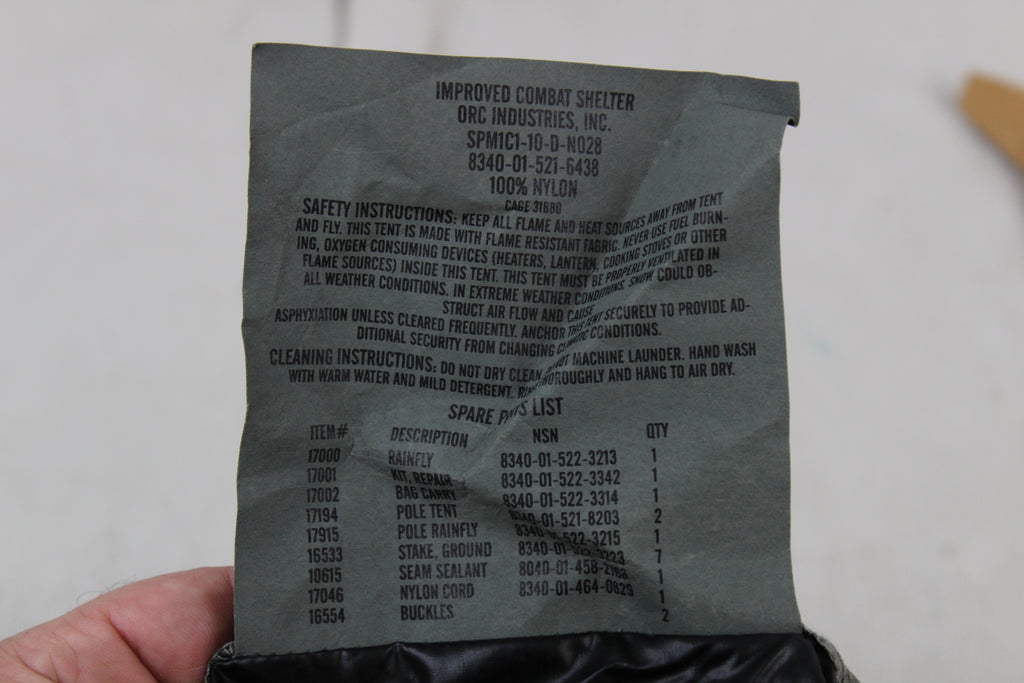 IMPROVED COMBAT SHELTER
ORC INDUSTRIES, INC.
SPM1C1-10-D-N028
8340-01-521-6438
100% NYLON
CAGE 31880
SAFETY INSTRUCTIONS: KEEP ALL FLAME AND HEAT SOURCES AWAY FROM TENT
AND FLY. THIS TENT IS MADE WITH FLAME RESISTANT FABRIC. NEVER USE FUEL BURN-
ING, OXYGEN CONSUMING DEVICES (HEATERS, LANTERN, COOKING STOVES OR OTHER
FLAME SOURCES) INSIDE THIS TENT. THIS TENT MUST BE PROPERLY VENTILATED IN
ALL WEATHER CONDITIONS. IN EXTREME WEATHER CONDITIONS, SNOW COULD OB-
STRUCT AIR FLOW AND CAUSE
ASPHYXIATION UNLESS CLEARED FREQUENTLY. ANCHOR THIS TENT SECURELY TO PROVIDE AD-
DITIONAL SECURITY FROM CHANGING CLIMATIC CONDITIONS.
CLEANING INSTRUCTIONS: DO NOT DRY CLEAN, NOT MACHINE LAUNDER. HAND WASH
WITH WARM WATER AND MILD DETERGENT. RINSE THOROUGHLY AND HANG TO AIR DRY.
SPARE PARTS LIST
ITEM# DESCRIPTION NSN QTY
17000 RAINFLY 8340-01-522-3213 1
17001 KIT, REPAIR 8340-01-522-3342 1
17002 BAG CARRY 8340-01-522-3314 1
17194 POLE TENT 8340-01-521-8203 2
17915 POLE RAINFLY 8340-01-522-3215 1
16533 STAKE, GROUND 7
10615 SEAM SEALANT 1
17046 NYLON CORD 8340-01-464-0829 1
16554 BUCKLES 2